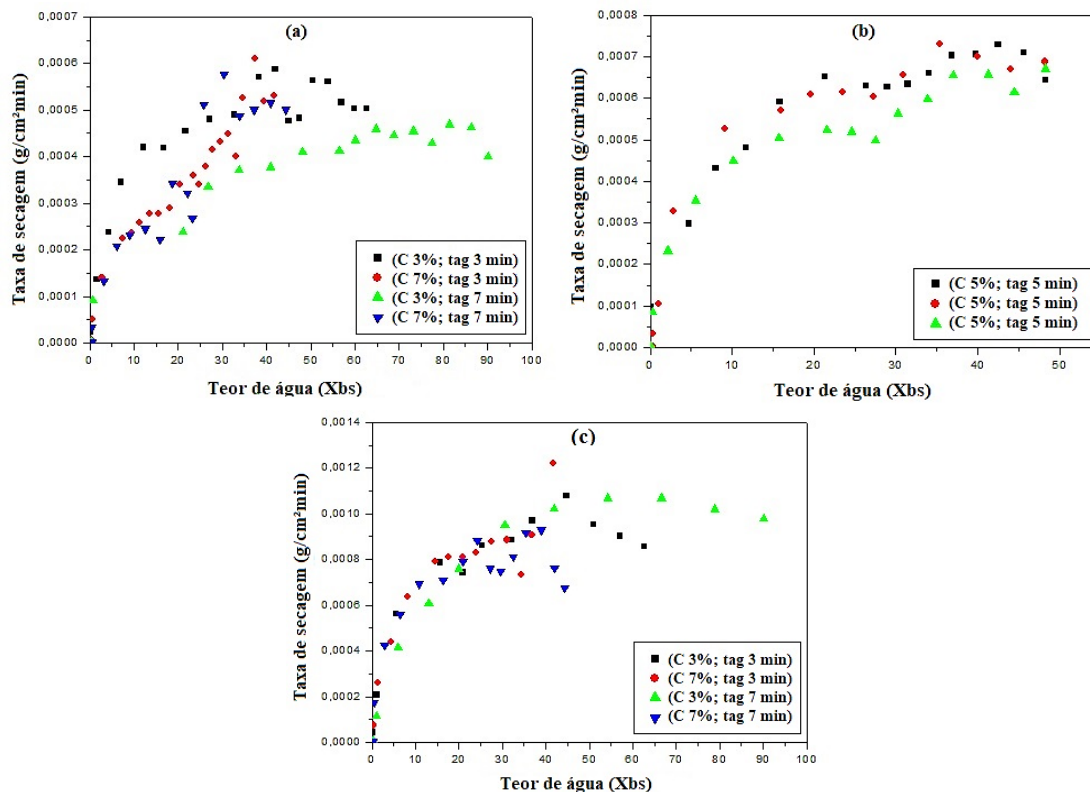 (a)
Taxa de secagem (g/cm²min)
0,0007
0,0006
0,0005
0,0004
0,0003
0,0002
0,0001
0,0000
0 10 20 30 40 50 60 70 80 90 100
Teor de água (Xbs)
(C 3%; tag 3 min)
(C 7%; tag 3 min)
(C 3%; tag 7 min)
(C 7%; tag 7 min)
(b)
Taxa de secagem (g/cm²min)
0,0008
0,0007
0,0006
0,0005
0,0004
0,0003
0,0002
0,0001
0,0000
0 10 20 30 40 50
Teor de água (Xbs)
(C 5%; tag 5 min)
(C 5%; tag 5 min)
(C 5%; tag 5 min)
(c)
Taxa de secagem (g/cm²min)
0,0014
0,0012
0,0010
0,0008
0,0006
0,0004
0,0002
0,0000
0 10 20 30 40 50 60 70 80 90 100
Teor de água (Xbs)
(C 3%; tag 3 min)
(C 7%; tag 3 min)
(C 3%; tag 7 min)
(C 7%; tag 7 min)